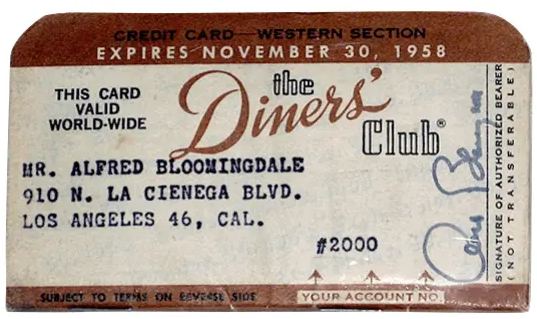 CREDIT CARD—WESTERN SECTION
EXPIRES NOVEMBER 30, 1958
THIS CARD
VALID
WORLD-WIDE
the
Diners'
Club®
MR. ALFRED BLOOMINGDALE
910 N. LA CIENEGA BLVD.
LOS ANGELES 46, CAL.
#2000
SUBJECT TO TERMS ON REVERSE SIDE
YOUR ACCOUNT NO.
SIGNATURE OF AUTHORIZED BEARER
(NOT TRANSFERABLE)